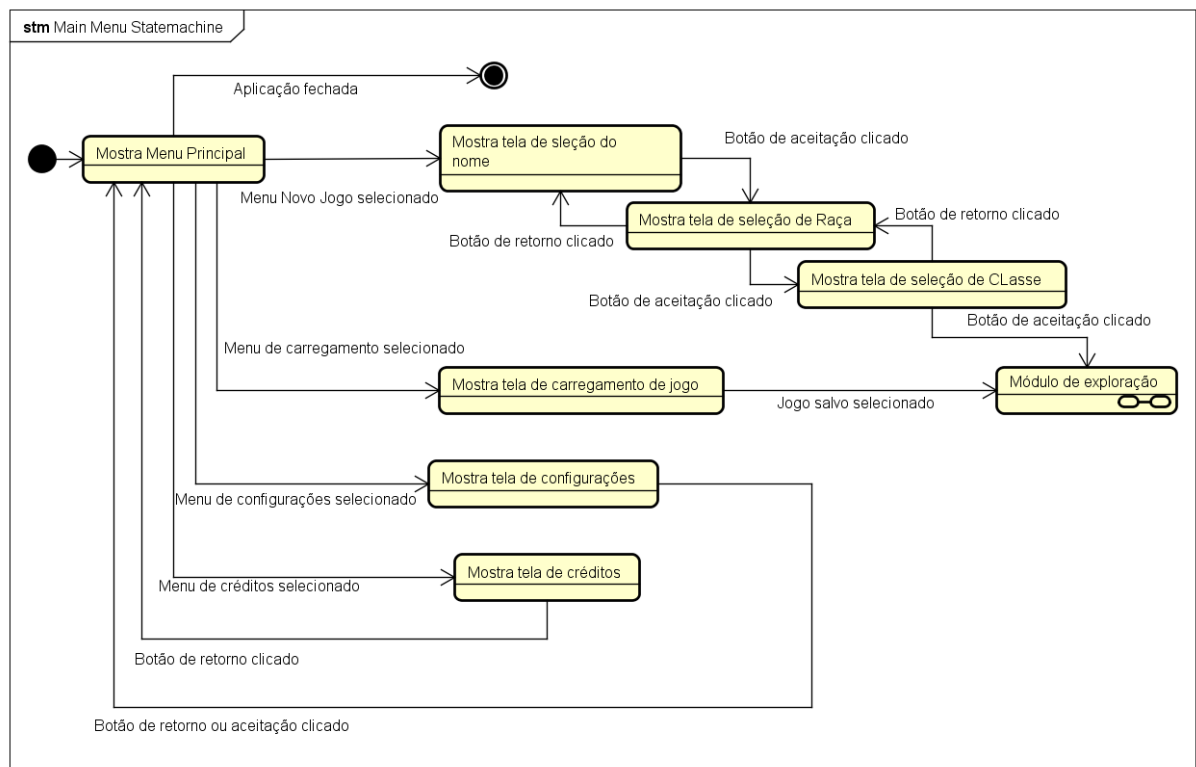 stm Main Menu Statemachine
Aplicação fechada
Mostra Menu Principal
Mostra tela de sleção do
nome
Botão de aceitação clicado
Menu Novo Jogo selecionado
Mostra tela de seleção de Raça
Botão de retorno clicado
Botão de retorno clicado
Mostra tela de seleção de CLasse
Botão de aceitação clicado
Botão de aceitação clicado
Menu de carregamento selecionado
Mostra tela de carregamento de jogo
Jogo salvo selecionado
Módulo de exploração
Mostra tela de configurações
Menu de configurações selecionado
Mostra tela de créditos
Menu de créditos selecionado
Botão de retorno clicado
Botão de retorno ou aceitação clicado